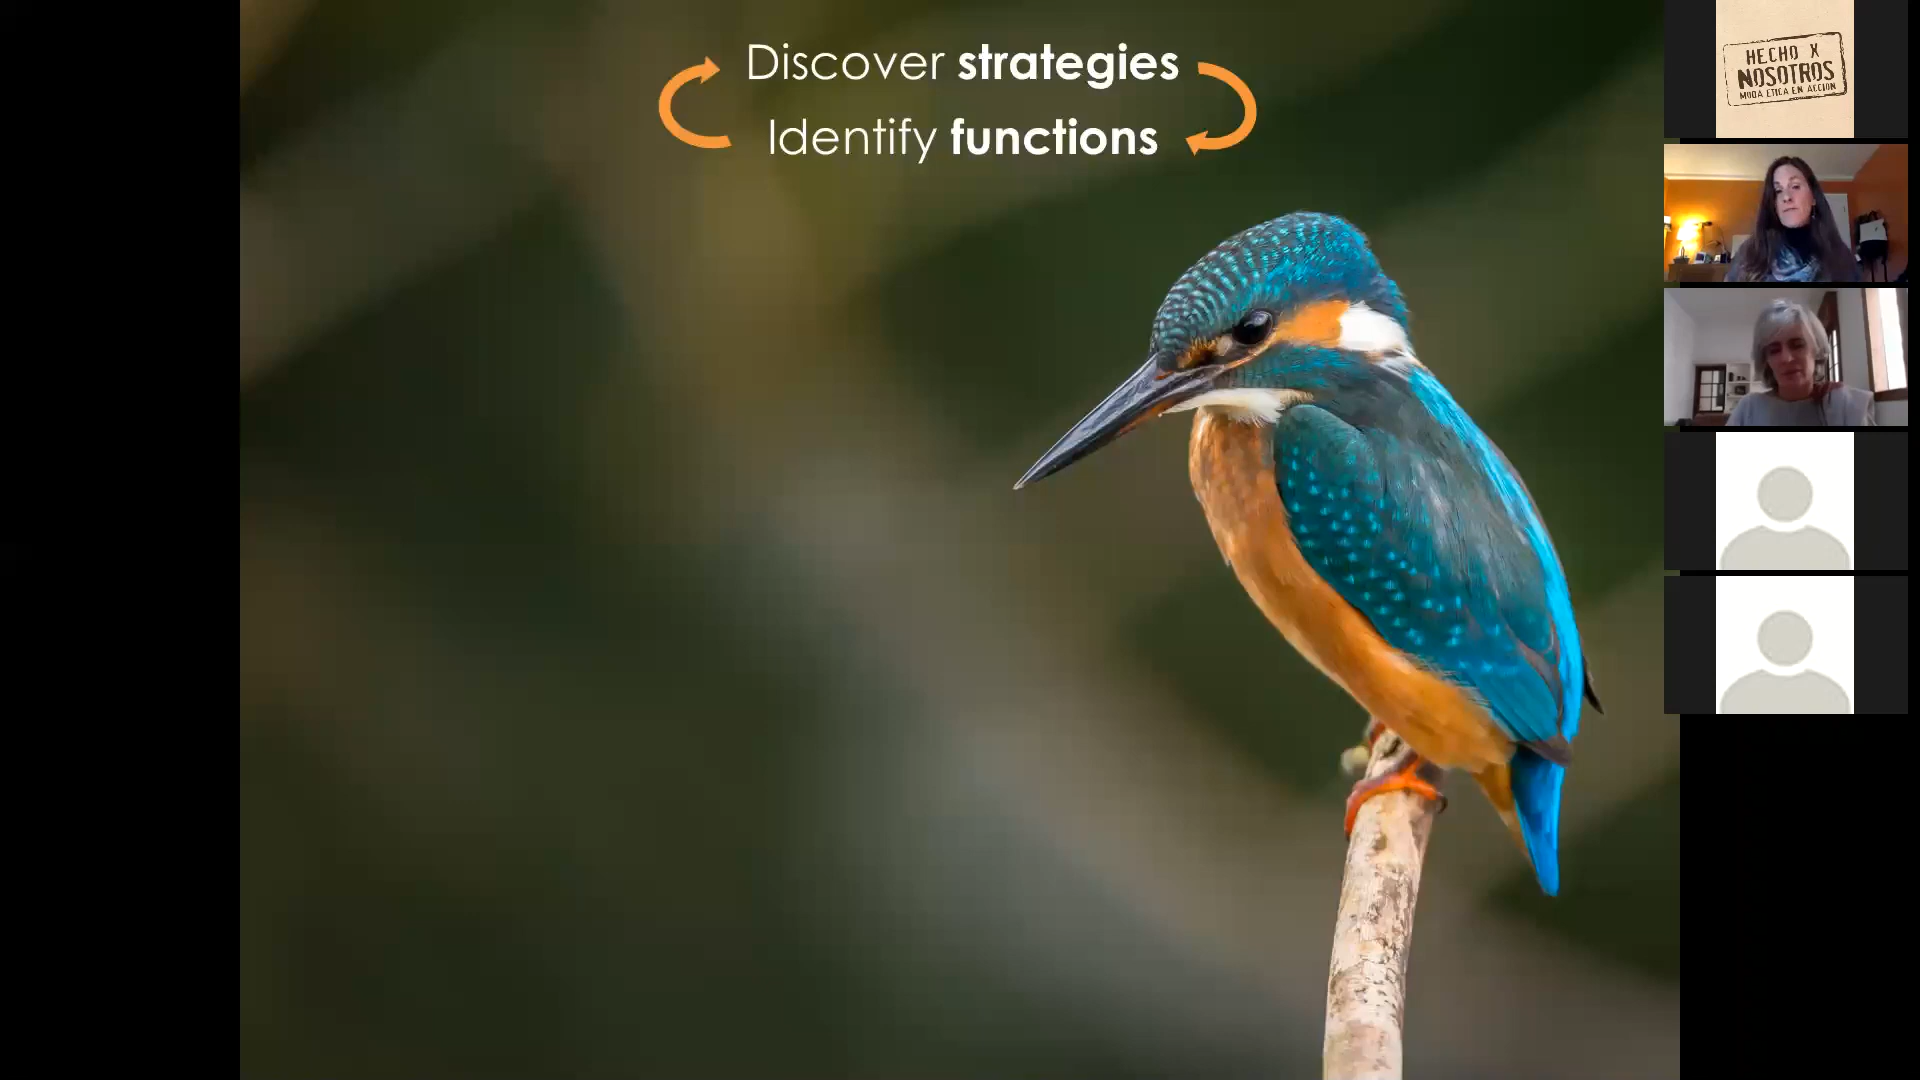 Discover strategies
Identify functions
HECHO X
NOSOTROS
MODA ETICA EN ACCION